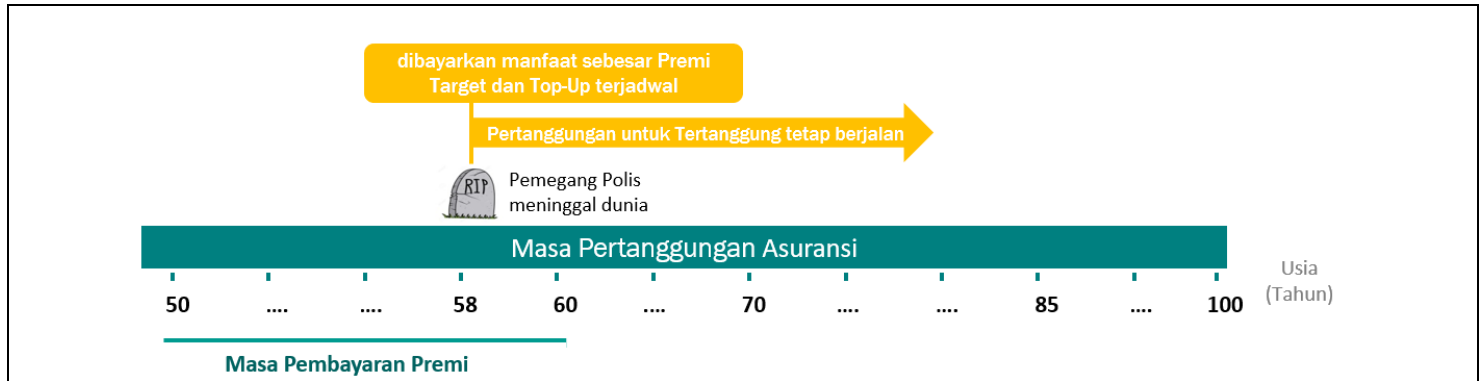 dibayarkan manfaat sebesar Premi
Target dan Top-Up terjadwal
Pertanggungan untuk Tertanggung tetap berjalan
RIP
Pemegang Polis
meninggal dunia
Masa Pertanggungan Asuransi
Usia
(Tahun)
50 .... .... 58 60 .... 70 .... .... 85 .... 100
Masa Pembayaran Premi